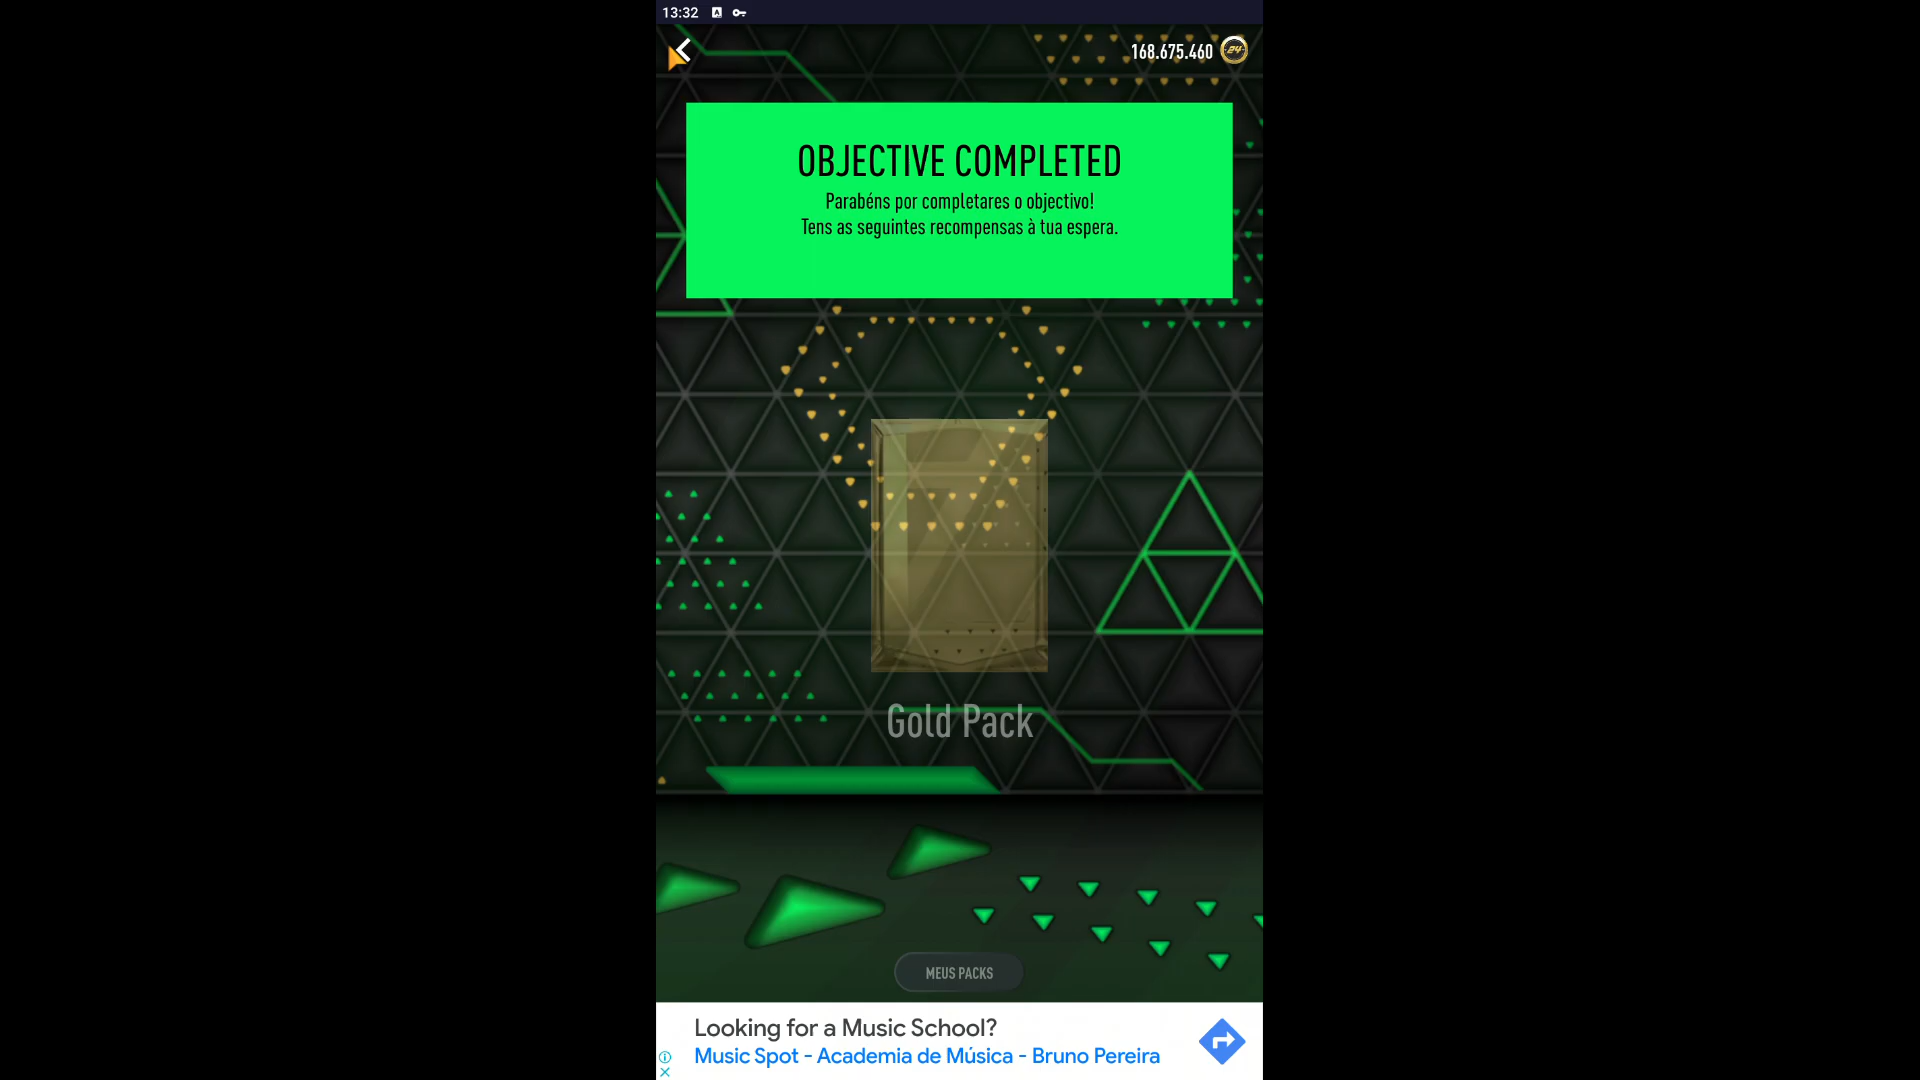 13:32
168.675.460
24
OBJECTIVE COMPLETED
Parabéns por completares o objectivo!
Tens as seguintes recompensas à tua espera.
Gold Pack
MEUS PACKS
Looking for a Music School?
Music Spot - Academia de Música - Bruno Pereira